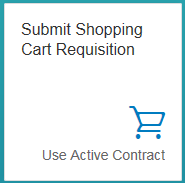 Submit Shopping
Cart Requisition
Use Active Contract